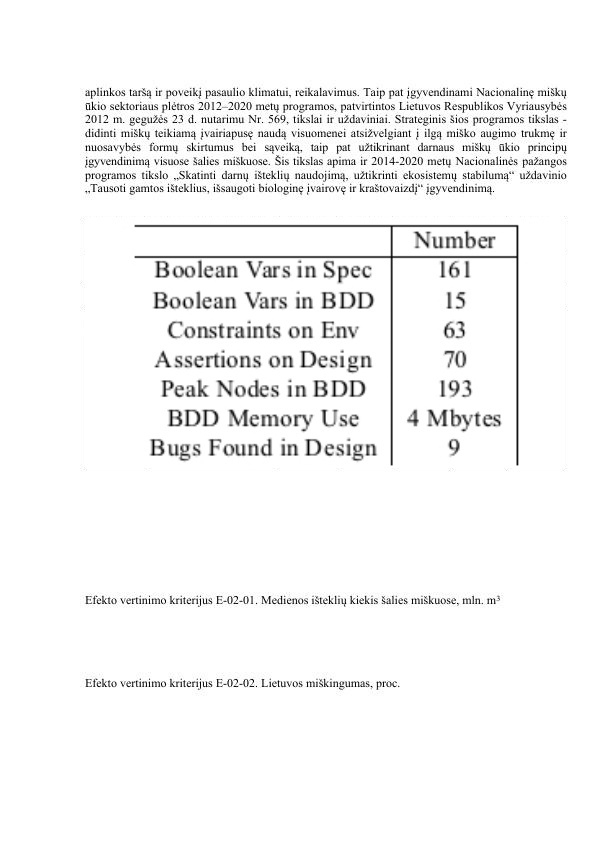 aplinkos taršą ir poveikį pasaulio klimatui, reikalavimus. Taip pat įgyvendinami Nacionalinę miškų
ūkio sektoriaus plėtros 2012–2020 metų programos, patvirtintos Lietuvos Respublikos Vyriausybės
2012 m. gegužės 23 d. nutarimu Nr. 569, tikslai ir uždaviniai. Strateginis šios programos tikslas -
didinti miškų teikiamą įvairiapusę naudą visuomenei atsižvelgiant į ilgą miško augimo trukmę ir
nuosavybės formų skirtumus bei sąveiką, taip pat užtikrinant darnaus miškų ūkio principų
įgyvendinimą visuose šalies miškuose. Šis tikslas apima ir 2014-2020 metų Nacionalinės pažangos
programos tikslo „Skatinti darnų išteklių naudojimą, užtikrinti ekosistemų stabilumą“ uždavinio
„Tausoti gamtos išteklius, išsaugoti biologinę įvairovę ir kraštovaizdį“ įgyvendinimą.
Number
Boolean Vars in Spec 161
Boolean Vars in BDD 15
Constraints on Env 63
Assertions on Design 70
Peak Nodes in BDD 193
BDD Memory Use 4 Mbytes
Bugs Found in Design 9
Efekto vertinimo kriterijus E-02-01. Medienos išteklių kiekis šalies miškuose, mln. m³
Efekto vertinimo kriterijus E-02-02. Lietuvos miškingumas, proc.